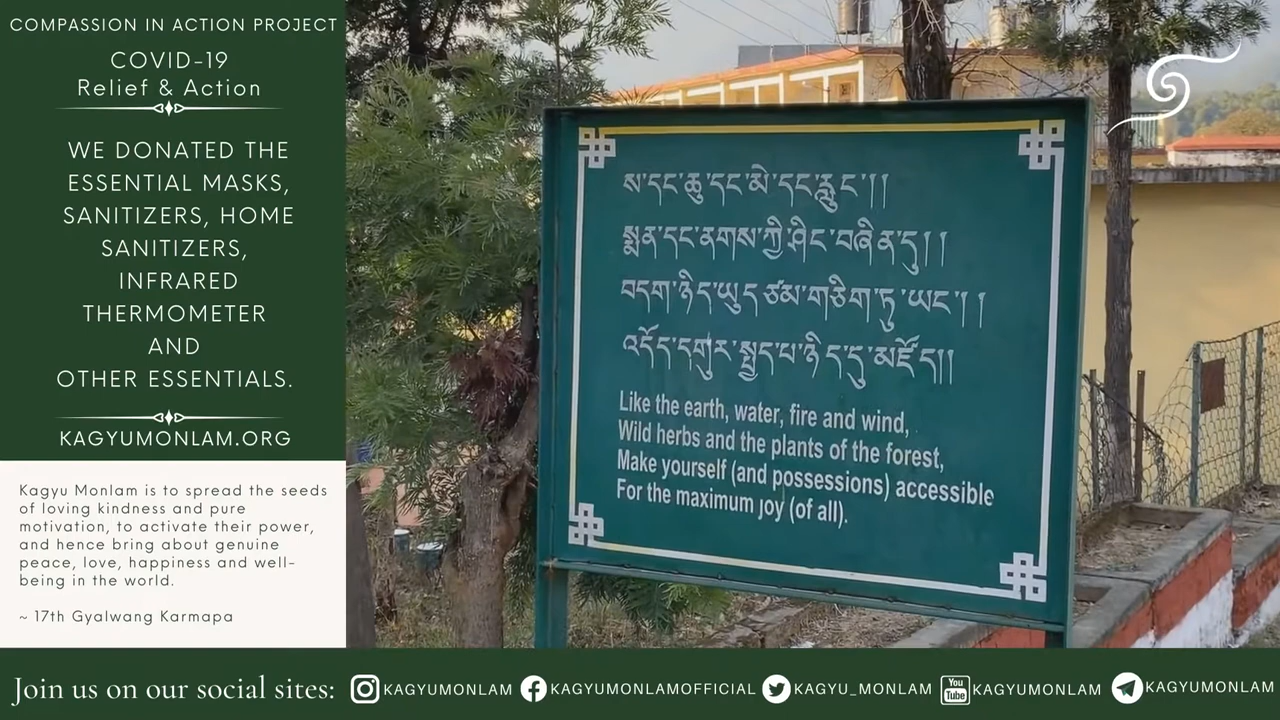 COMPASSION IN ACTION PROJECT
COVID-19
Relief & Action
WE DONATED THE
ESSENTIAL MASKS,
SANITIZERS, HOME
SANITIZERS,
INFRARED
THERMOMETER
AND
OTHER ESSENTIALS.
KAGYUMONLAM.ORG
Kagyu Monlam is to spread the seeds
of loving kindness and pure
motivation, to activate their power,
and hence bring about genuine
peace, love, happiness and well-
being in the world.
~ 17th Gyalwang Karmapa
ས་དང་ཆུ་དང་མེ་དང་རླུང་།།
སྨན་དང་ནགས་ཀྱི་ཤིང་བཞིན་དུ།།
བདག་ཉིད་ཡུད་ཙམ་གཅིག་ཏུ་ཡང་།།
འདོད་དགུར་སྤྱད་པ་ཉིད་དུ་མཛོད།།
Like the earth, water, fire and wind,
Wild herbs and the plants of the forest,
Make yourself (and possessions) accessible
For the maximum joy (of all).
Join us on our social sites:
KAGYUMONLAM
KAGYUMONLAMOFFICIAL
KAGYU_MONLAM
You
Tube
KAGYUMONLAM
KAGYUMONLAM